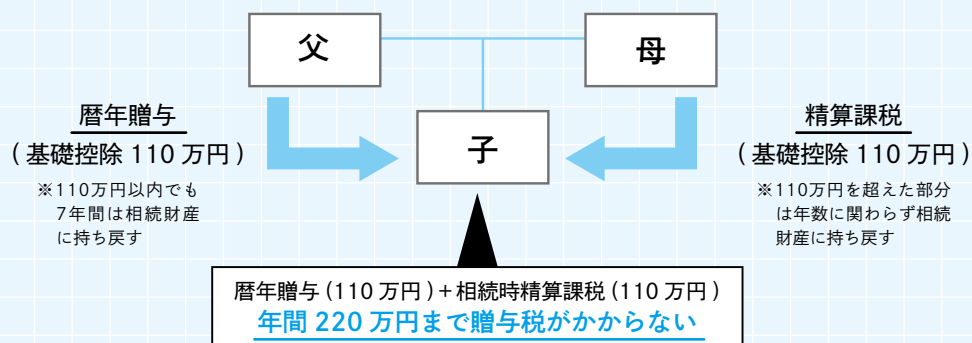 父
母
子
暦年贈与
(基礎控除 110 万円)
※110万円以内でも
7年間は相続財産
に持ち戻す
精算課税
(基礎控除 110 万円)
※110万円を超えた部分
は年数に関わらず相続
財産に持ち戻す
暦年贈与(110 万円)+相続時精算課税(110 万円)
年間 220 万円まで贈与税がかからない